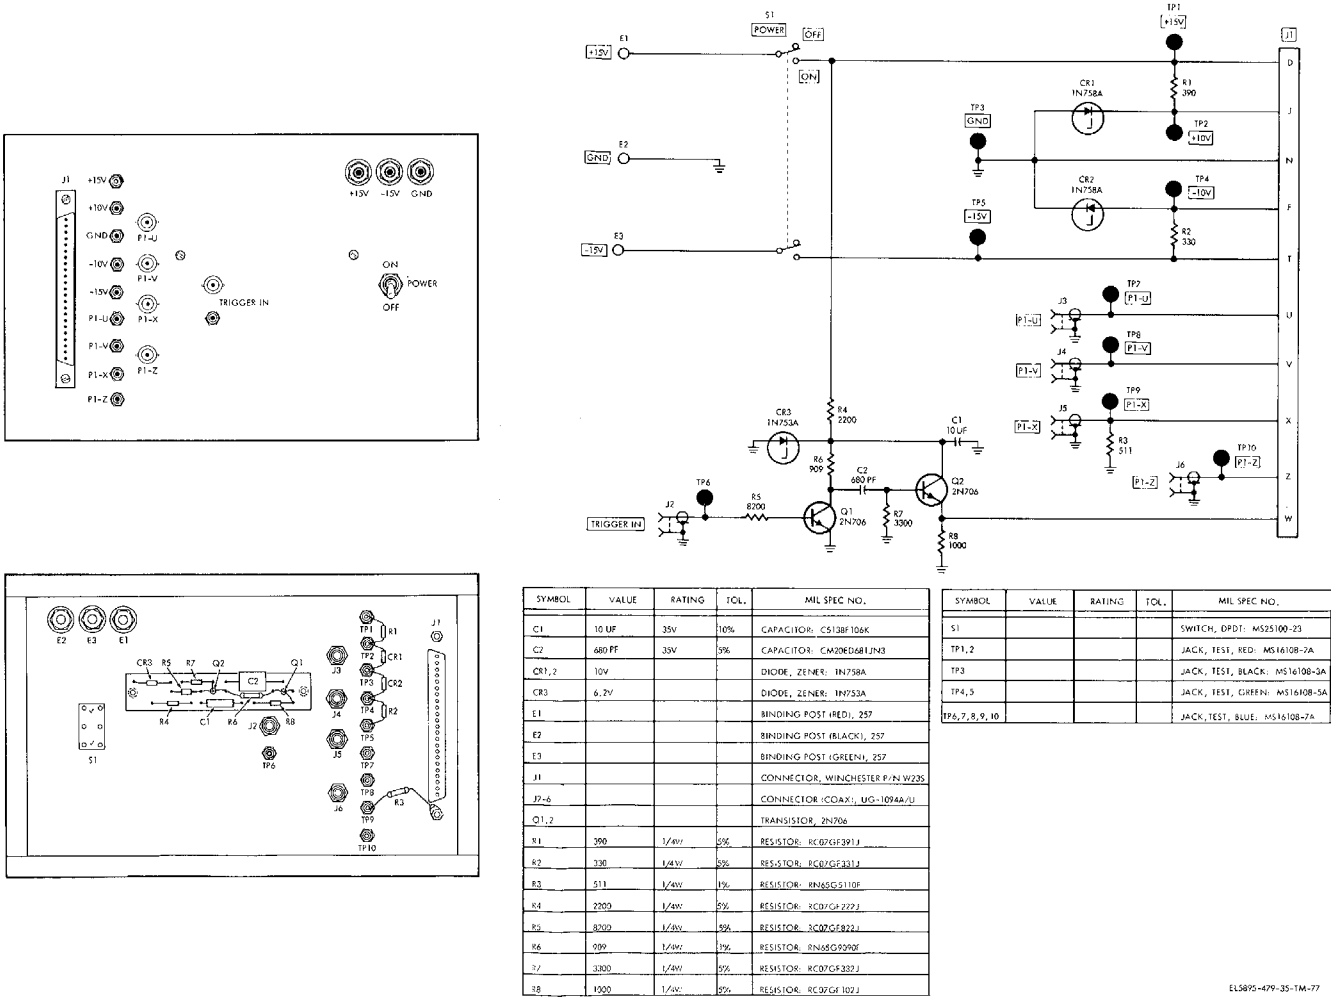 J1
+15V
+10V
GND
-10V
-15V
P1-U
P1-V
P1-X
P1-Z
P1-U
P1-V
P1-X
P1-Z
TRIGGER IN
+15V -15V GND
ON
POWER
OFF
E1
+15V
S1
POWER
OFF
ON
E2
GND
E3
-15V
TP1
+15V
J1
D
R1
390
CR1
1N758A
J
TP2
+10V
TP3
GND
N
CR2
1N758A
TP4
-10V
F
TP5
-15V
R2
330
T
J3
P1-U
TP7
P1-U
U
J4
P1-V
TP8
P1-V
V
J5
P1-X
TP9
P1-X
X
R3
511
J6
P1-Z
TP10
P1-Z
Z
CR3
1N753A
R4
2200
C1
10 UF
R6
909
C2
680 PF
Q2
2N706
TP6
J2
TRIGGER IN
R5
8200
Q1
2N706
R7
3300
W
R8
1000
E2 E3 E1
CR3 R5 R7 Q2 C2 Q1
R4 C1 R6 R8
S1
J2
TP6
J3
J4
J5
J6
TP1
TP2
TP3
TP4
TP5
TP7
TP8
TP9
TP10
R1
CR1
CR2
R2
R3
J1
SYMBOL VALUE RATING TOL. MIL SPEC NO.
C1 10 UF 35V 10% CAPACITOR: C513BF106K
C2 680 PF 35V 5% CAPACITOR: CM20ED681JN3
CR1,2 10V DIODE, ZENER: 1N758A
CR3 6.2V DIODE, ZENER: 1N753A
E1 BINDING POST (RED), 257
E2 BINDING POST (BLACK), 257
E3 BINDING POST (GREEN), 257
J1 CONNECTOR, WINCHESTER P/N W23S
J2-6 CONNECTOR (COAX), UG-1094A/U
Q1,2 TRANSISTOR, 2N706
R1 390 1/4W 5% RESISTOR: RC07GF391J
R2 330 1/4W 5% RESISTOR: RC07GF331J
R3 511 1/4W 1% RESISTOR: RN65G5110F
R4 2200 1/4W 5% RESISTOR: RC07GF222J
R5 8200 1/4W 5% RESISTOR: RC07GF822J
R6 909 1/4W 1% RESISTOR: RN65G9090F
R7 3300 1/4W 5% RESISTOR: RC07GF332J
R8 1000 1/4W 5% RESISTOR: RC07GF102J
SYMBOL VALUE RATING TOL. MIL SPEC NO.
S1 SWITCH, DPDT: MS25100-23
TP1,2 JACK, TEST, RED: MS16108-2A
TP3 JACK, TEST, BLACK: MS16108-3A
TP4,5 JACK, TEST, GREEN: MS16108-5A
TP6,7,8,9,10 JACK, TEST, BLUE: MS16108-7A
EL5895-479-35-TM-77